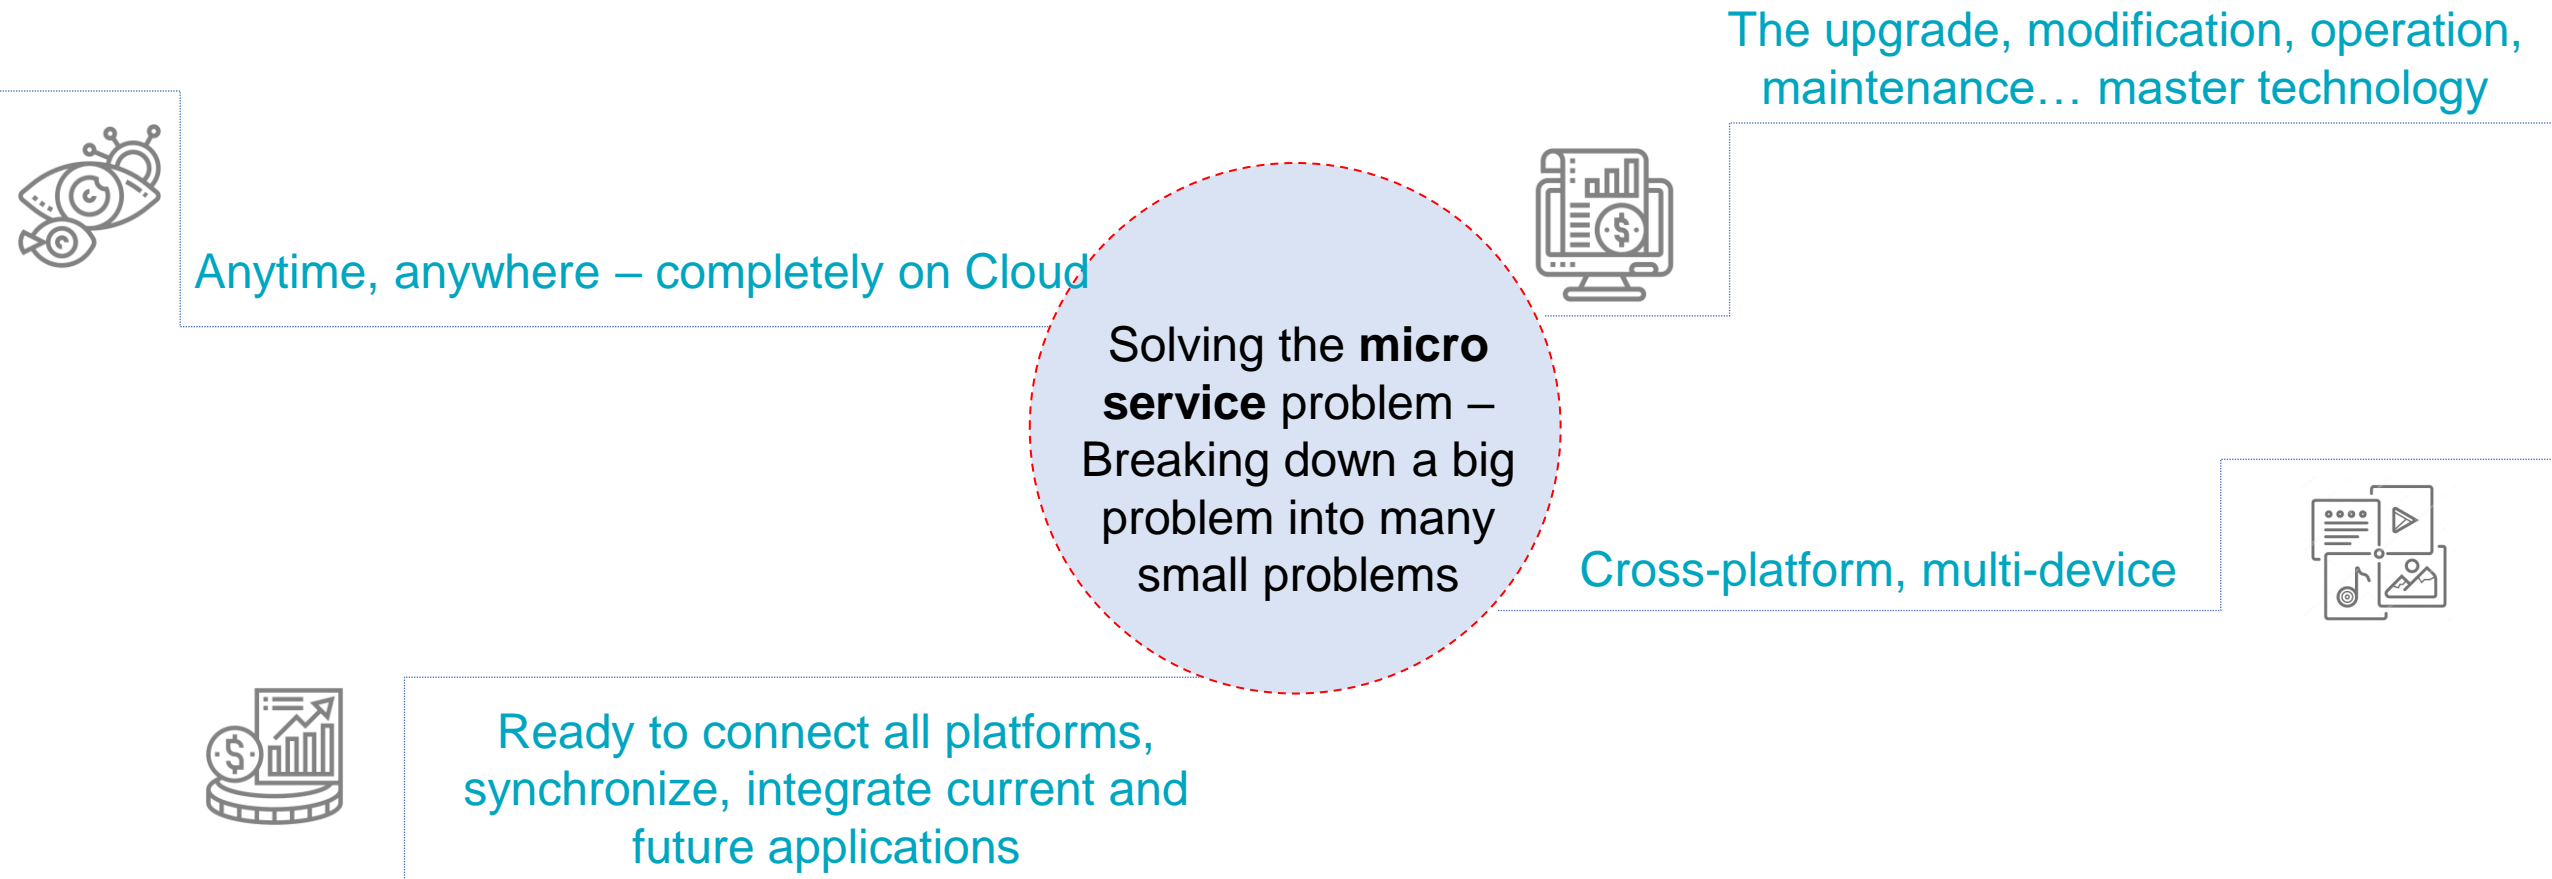 The upgrade, modification, operation,
maintenance… master technology
Anytime, anywhere – completely on Cloud
Solving the micro
service problem –
Breaking down a big
problem into many
small problems
Cross-platform, multi-device
Ready to connect all platforms,
synchronize, integrate current and
future applications